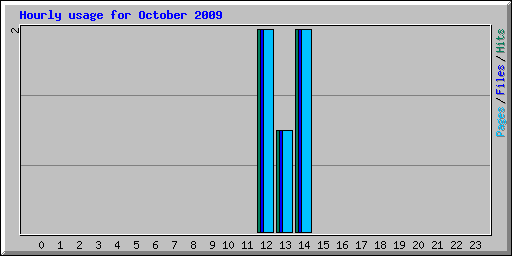 Hourly usage for October 2009
2
Pages/Files/Hits
0 1 2 3 4 5 6 7 8 9 10 11 12 13 14 15 16 17 18 19 20 21 22 23